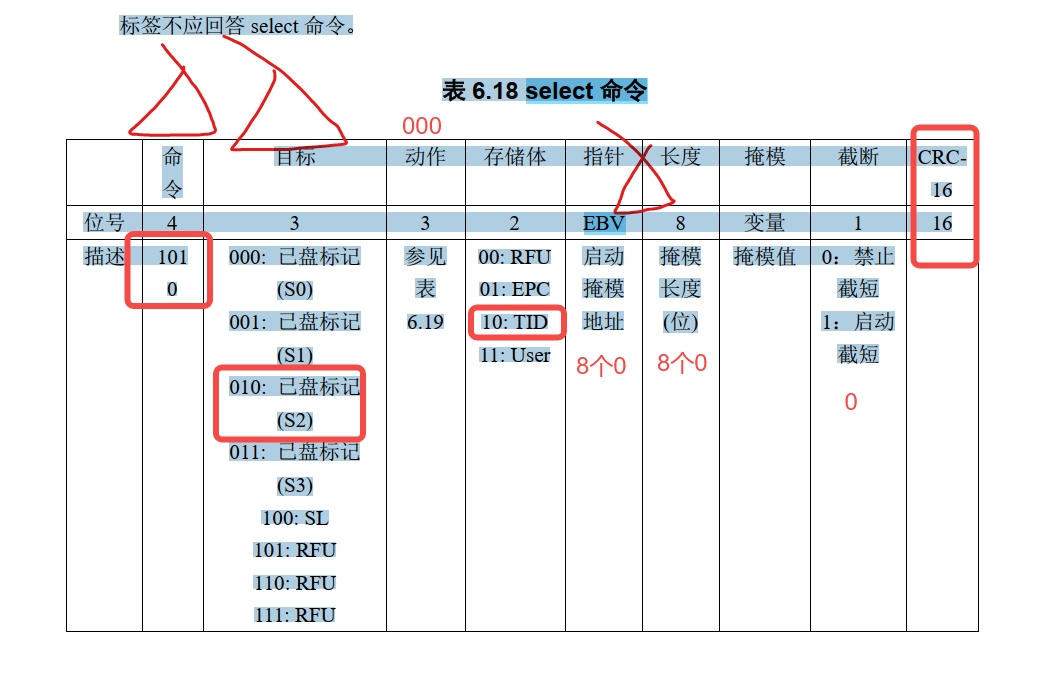 标签不应回答 select 命令。
表 6.18 select 命令
000
命令 目标 动作 存储体 指针 长度 掩模 截断 CRC-16
位号 4 3 3 2 EBV 8 变量 1 16
描述 1010 000: 已盘标记 参见 00: RFU 启动 掩模 掩模值 0：禁止
(S0) 表 01: EPC 掩模 长度 截短
001: 已盘标记 6.19 10: TID 地址 (位) 1：启动
(S1) 11: User 8个0 8个0 截短
010: 已盘标记 0
(S2)
011: 已盘标记
(S3)
100: SL
101: RFU
110: RFU
111: RFU